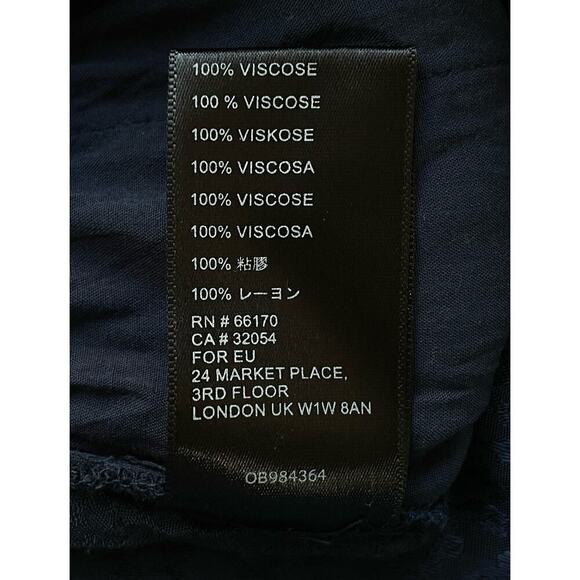 100% VISCOSE
100 % VISCOSE
100% VISKOSE
100% VISCOSA
100% VISCOSE
100% VISCOSA
100% 粘膠
100% レーヨン
RN # 66170
CA # 32054
FOR EU
24 MARKET PLACE,
3RD FLOOR
LONDON UK W1W 8AN
OB984364